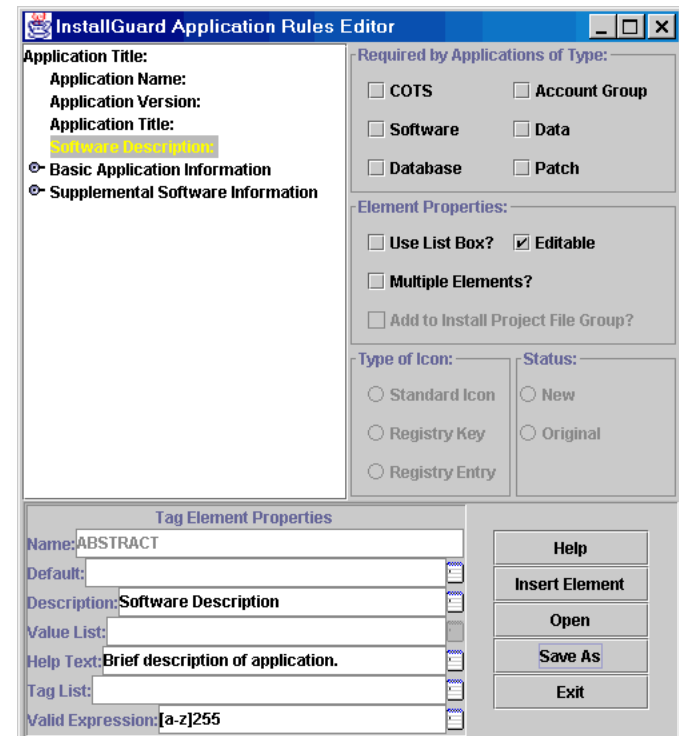 InstallGuard Application Rules Editor
Application Title:
Application Name:
Application Version:
Application Title:
Software Description:
Basic Application Information
Supplemental Software Information
Required by Applications of Type:
COTS
Account Group
Software
Data
Database
Patch
Element Properties:
Use List Box?
Editable
Multiple Elements?
Add to Install Project File Group?
Type of Icon:
Standard Icon
Registry Key
Registry Entry
Status:
New
Original
Tag Element Properties
Name: ABSTRACT
Default:
Description: Software Description
Value List:
Help Text: Brief description of application.
Tag List:
Valid Expression: [a-z]255
Help
Insert Element
Open
Save As
Exit